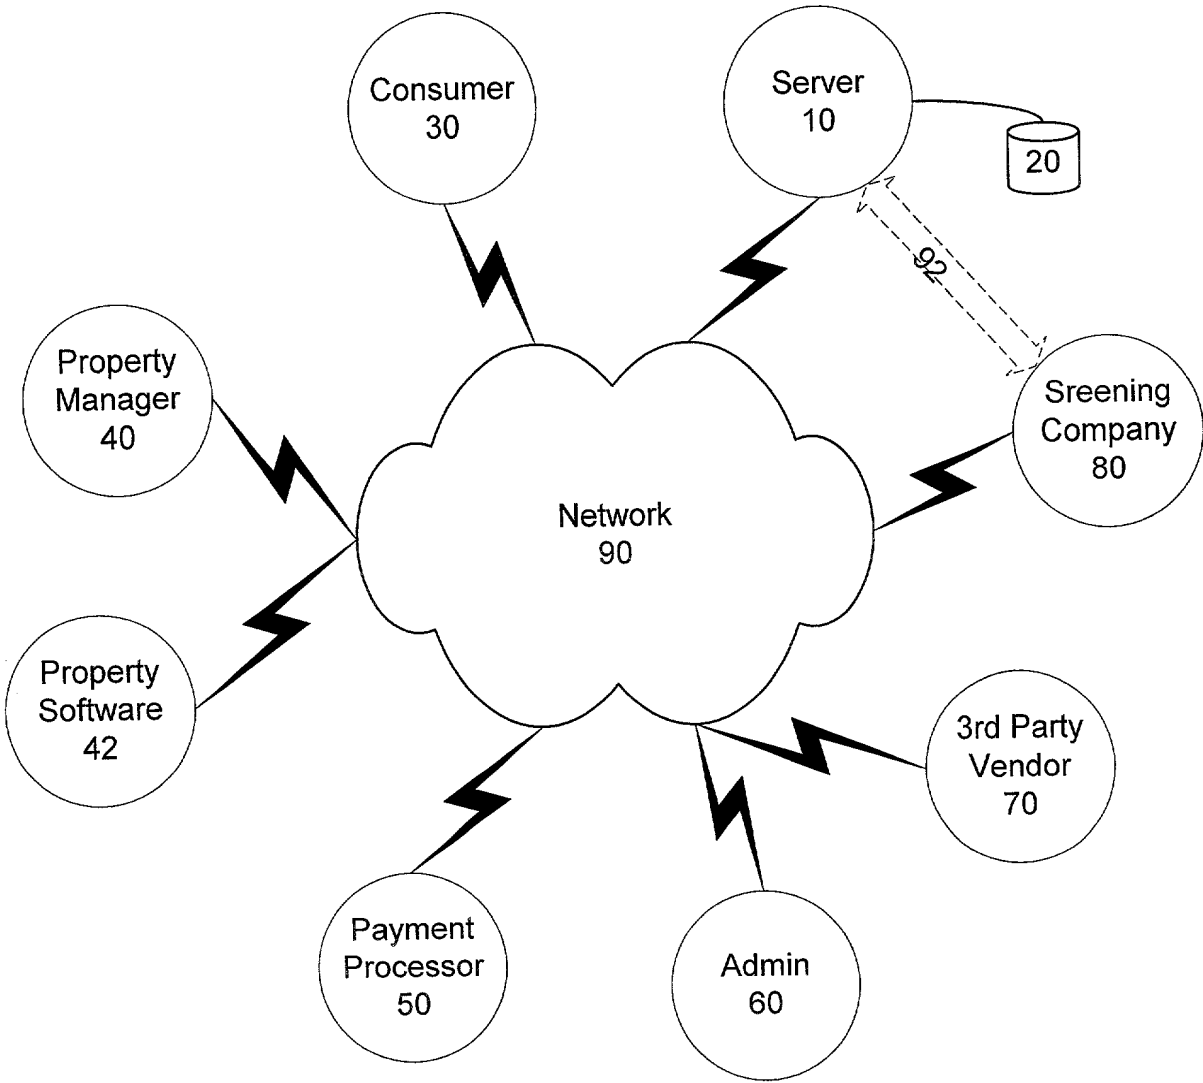 Consumer
30
Server
10
20
92
Property
Manager
40
Sreening
Company
80
Network
90
Property
Software
42
3rd Party
Vendor
70
Payment
Processor
50
Admin
60